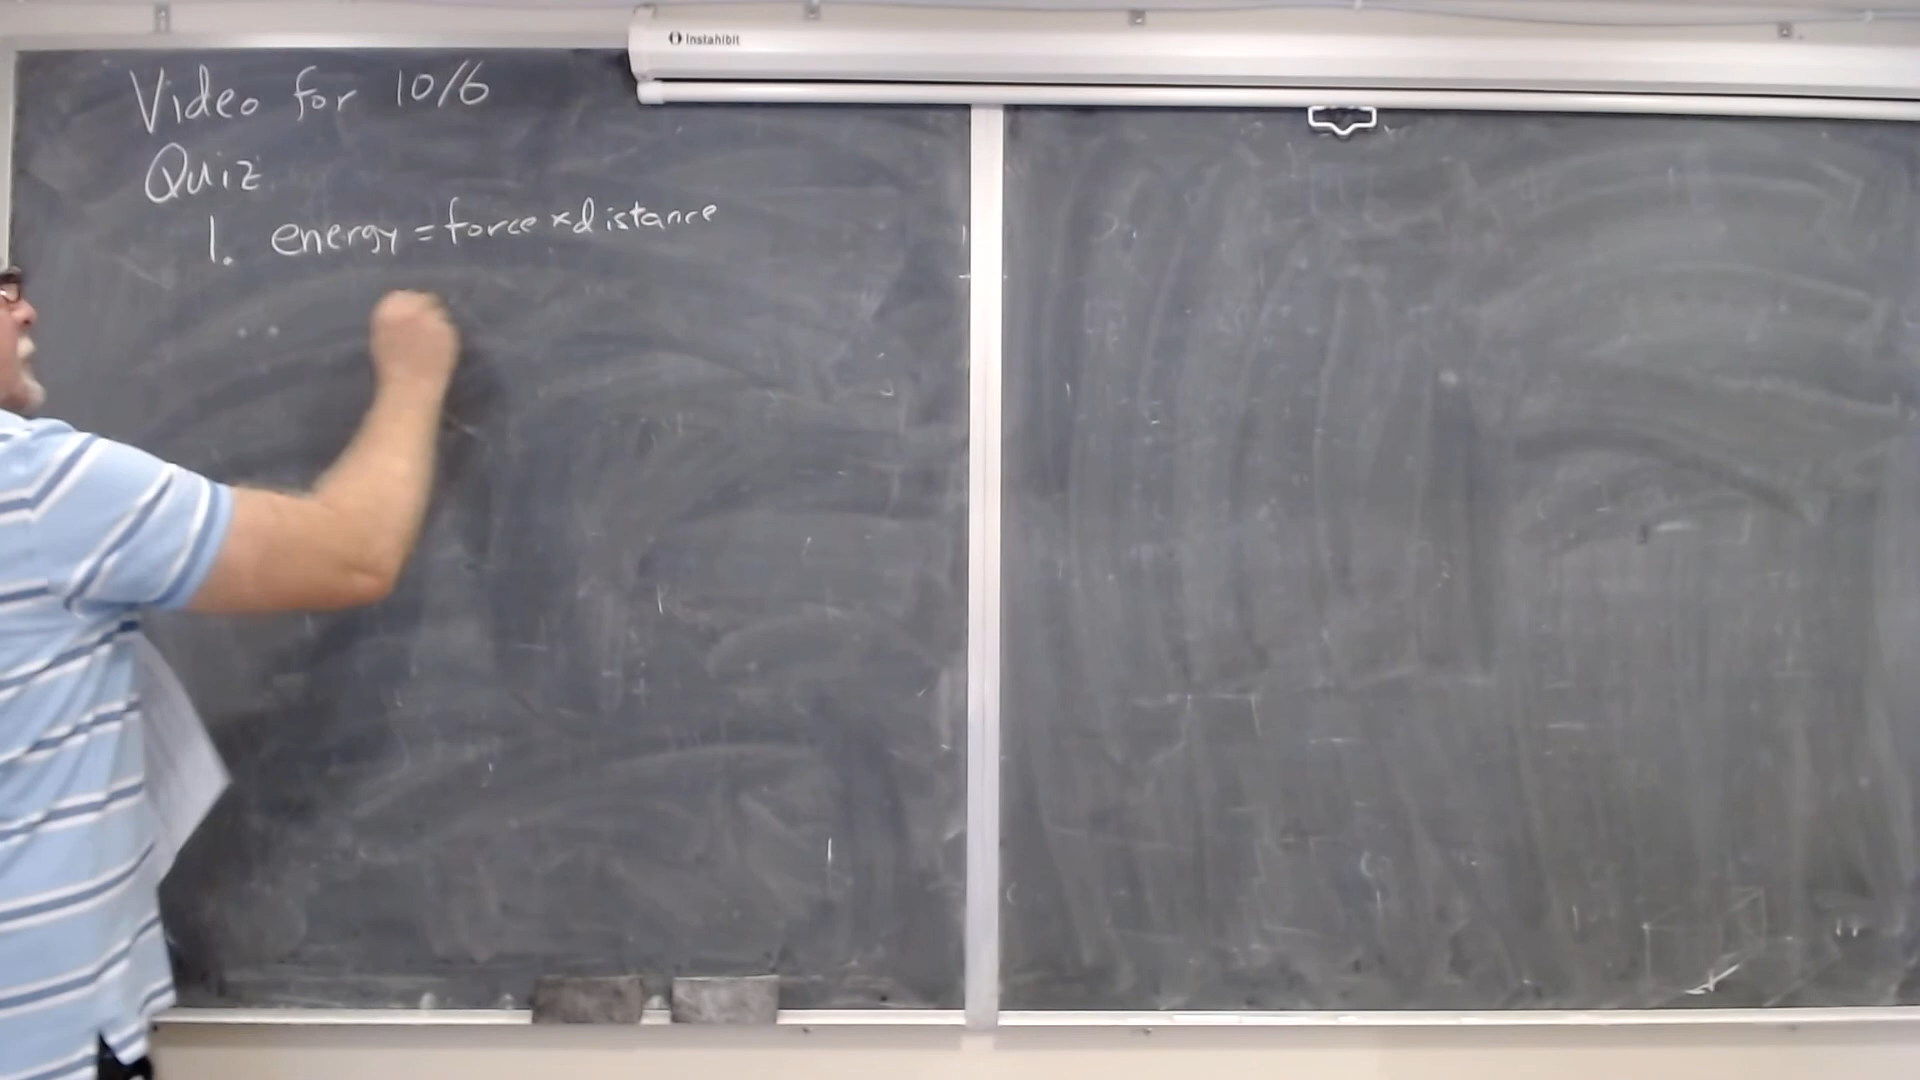 Instahibit
Video for 10/6
Quiz
1. energy = force × distance